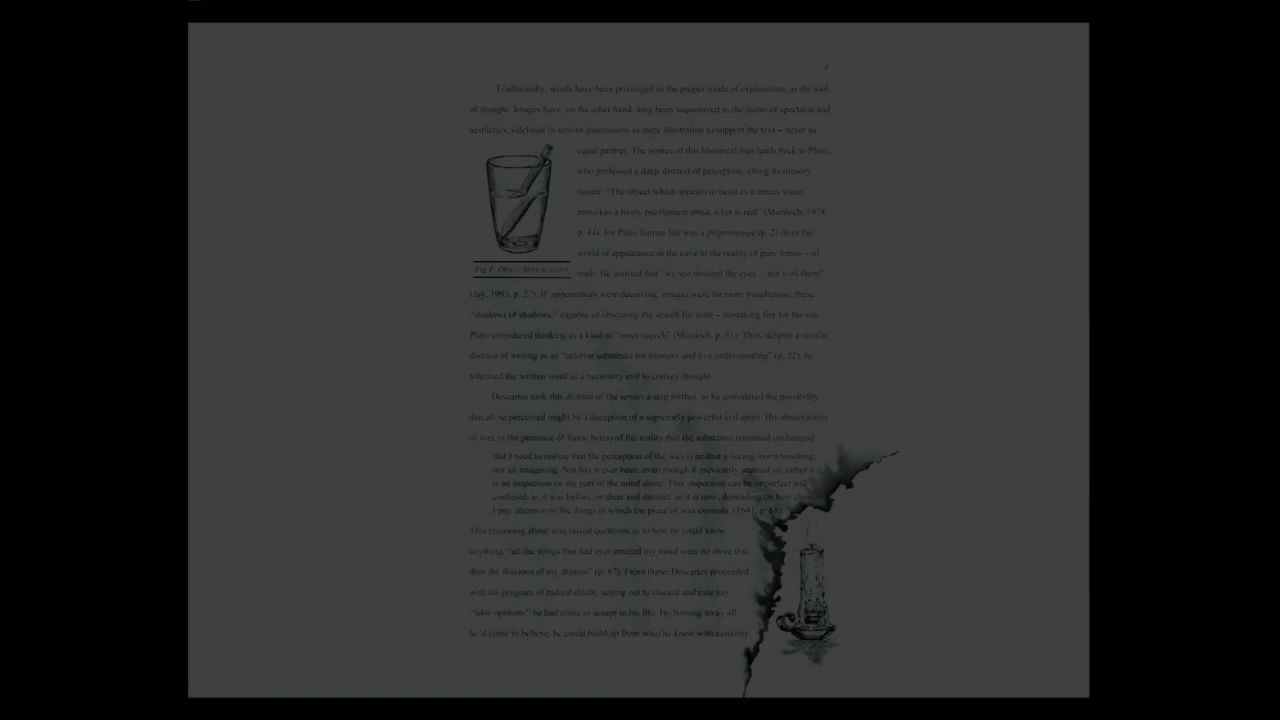 Traditionally, words have been privileged as the proper mode of explanation, as the tool
of thought. Images have, on the other hand, long been sequestered to the realm of spectacle and
aesthetics, sidelined in serious discussions as mere illustration to support the text – never as
equal partner. The source of this historical bias leads back to Plato,
who professed a deep distrust of perception, citing its illusory
nature: "The object which appears to bend as it enters water
provokes a lively puzzlement about what is real" (Murdoch, 1978,
p. 44). for Plato human life was a pilgrimage (p. 2) from the
world of appearance in the cave to the reality of pure forms – of
Fig 1: Object bent in water
truth. He insisted that "we see through the eyes, not with them"
(Jay, 1993, p. 27). If appearances were deceiving, images were far more treacherous, these
"shadows of shadows," capable of obscuring the search for truth – mistaking fire for the sun.
Plato considered thinking as a kind of "inner speech" (Murdoch, p. 31). Thus, despite a similar
distrust of writing as an "inferior substitute for memory and live understanding" (p. 22), he
tolerated the written word as a necessary evil to convey thought.
Descartes took this distrust of the senses a step further, as he considered the possibility
that all he perceived might be a deception of a supremely powerful evil spirit. His observations
of wax in the presence of flame betrayed the reality that the substance remained unchanged:
But I need to realize that the perception of the wax is neither a seeing, nor a touching,
nor an imagining. Nor has it ever been, even though it previously seemed so; rather it
is an inspection on the part of the mind alone. This inspection can be imperfect and
confused, as it was before, or clear and distinct, as it is now, depending on how closely
I pay attention to the things in which the piece of wax consists. (1641, p. 68)
This reasoning about wax raised questions as to how he could know
anything, "all the things that had ever entered my mind were no more true
than the illusions of my dreams" (p. 87). From there, Descartes proceeded
with his program of radical doubt, setting out to discard and raze any
"false opinions" he had come to accept in his life. By burning away all
he'd come to believe, he could build up from what he knew with certainty